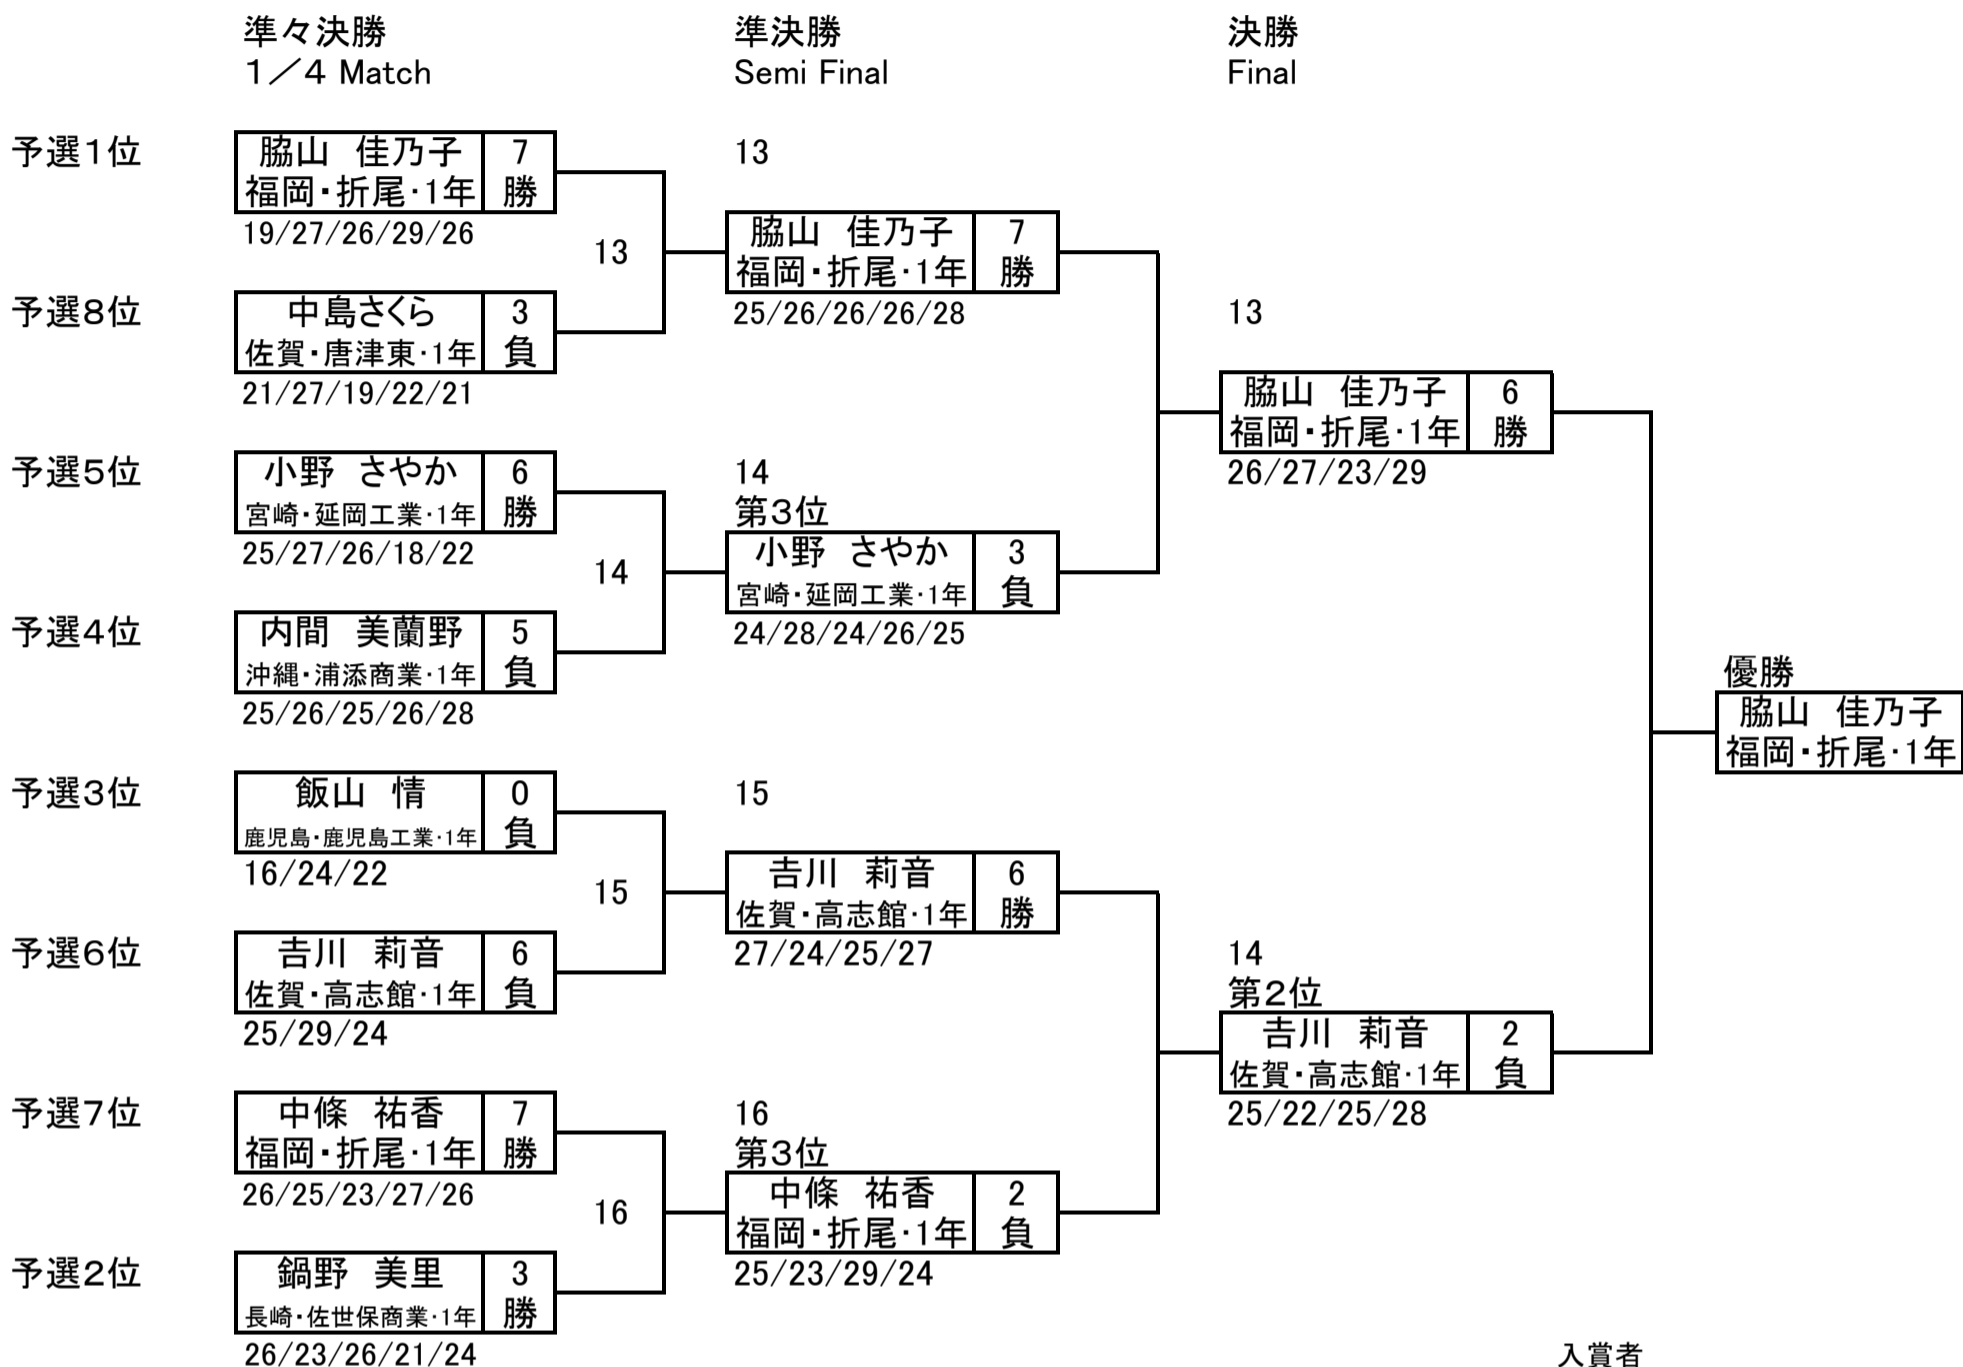 準々決勝
1／4 Match
準決勝
Semi Final
決勝
Final
予選1位
脇山 佳乃子 7
福岡・折尾・1年 勝
19/27/26/29/26
13
予選8位
中島さくら 3
佐賀・唐津東・1年 負
21/27/19/22/21
予選5位
小野 さやか 6
宮崎・延岡工業・1年 勝
25/27/26/18/22
14
予選4位
内間 美蘭野 5
沖縄・浦添商業・1年 負
25/26/25/26/28
予選3位
飯山 情 0
鹿児島・鹿児島工業・1年 負
16/24/22
15
予選6位
𠮷川 莉音 6
佐賀・高志館・1年 負
25/29/24
予選7位
中條 祐香 7
福岡・折尾・1年 勝
26/25/23/27/26
16
予選2位
鍋野 美里 3
長崎・佐世保商業・1年 勝
26/23/26/21/24
13
脇山 佳乃子 7
福岡・折尾・1年 勝
25/26/26/26/28
14
第3位
小野 さやか 3
宮崎・延岡工業・1年 負
24/28/24/26/25
15
𠮷川 莉音 6
佐賀・高志館・1年 勝
27/24/25/27
16
第3位
中條 祐香 2
福岡・折尾・1年 負
25/23/29/24
13
脇山 佳乃子 6
福岡・折尾・1年 勝
26/27/23/29
14
第2位
𠮷川 莉音 2
佐賀・高志館・1年 負
25/22/25/28
優勝
脇山 佳乃子
福岡・折尾・1年
入賞者